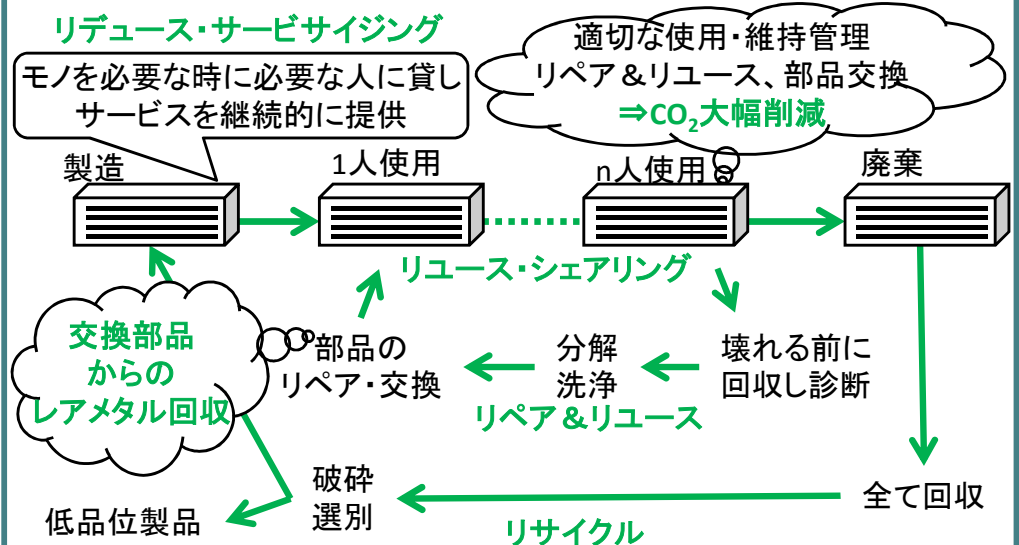 リデュース・サービサイジング
モノを必要な時に必要な人に貸し
サービスを継続的に提供
適切な使用・維持管理
リペア＆リユース、部品交換
⇒CO₂大幅削減
製造
1人使用
n人使用
廃棄
リユース・シェアリング
交換部品
からの
レアメタル回収
部品の
リペア・交換
分解
洗浄
壊れる前に
回収し診断
リペア＆リユース
破砕
選別
全て回収
低品位製品
リサイクル